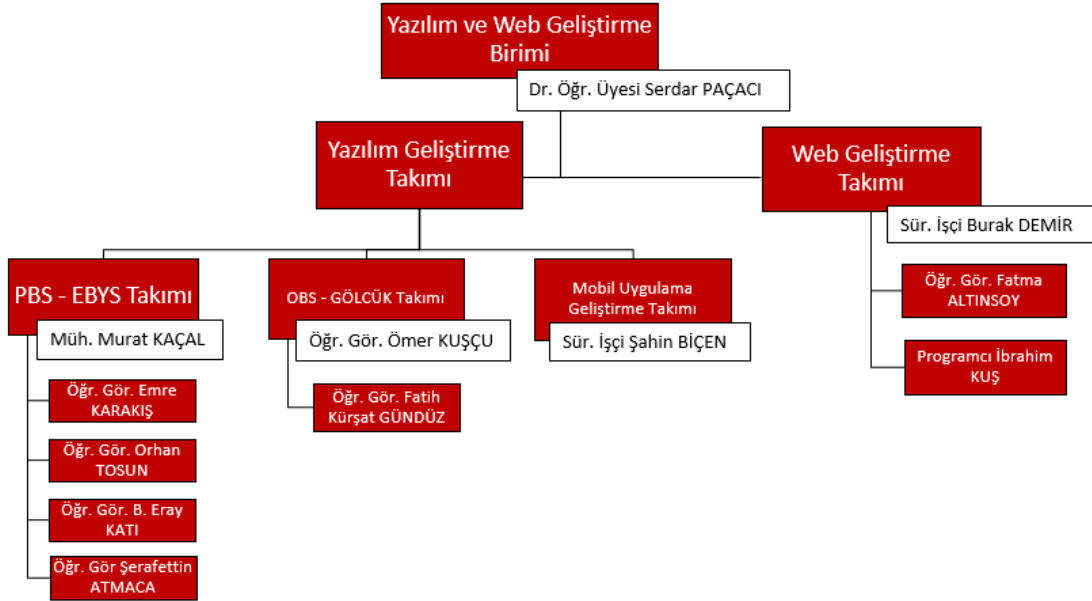 Yazılım ve Web Geliştirme
Birimi
Dr. Öğr. Üyesi Serdar PAÇACI
Yazılım Geliştirme
Takımı
Web Geliştirme
Takımı
Sür. İşçi Burak DEMİR
Öğr. Gör. Fatma
ALTINSOY
Programcı İbrahim
KUŞ
PBS - EBYS Takımı
Müh. Murat KAÇAL
Öğr. Gör. Emre
KARAKIŞ
Öğr. Gör. Orhan
TOSUN
Öğr. Gör. B. Eray
KATI
Öğr. Gör Şerafettin
ATMACA
OBS - GÖLCÜK Takımı
Öğr. Gör. Ömer KUŞÇU
Öğr. Gör. Fatih
Kürşat GÜNDÜZ
Mobil Uygulama
Geliştirme Takımı
Sür. İşçi Şahin BİÇEN